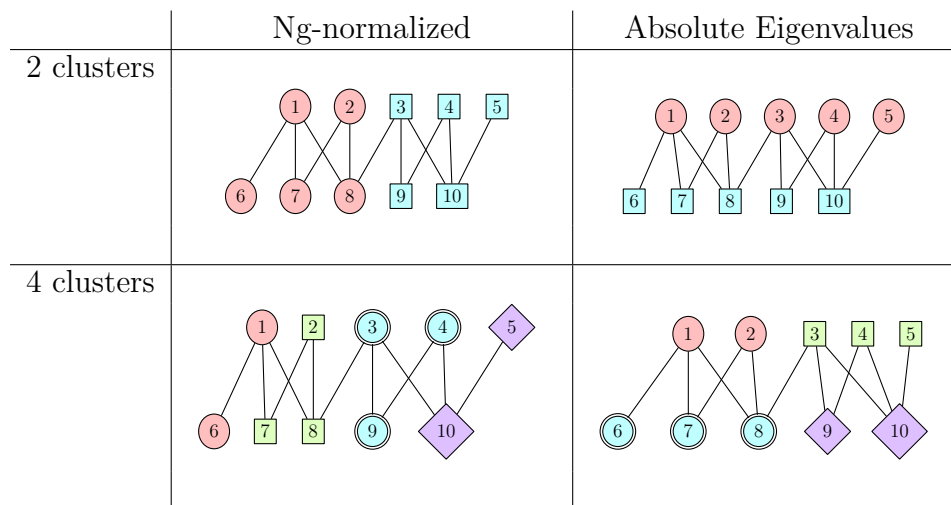 Ng-normalized Absolute Eigenvalues
2 clusters
1 2 3 4 5 1 2 3 4 5
6 7 8 9 10 6 7 8 9 10
4 clusters
1 2 3 4 5 1 2 3 4 5
6 7 8 9 10 6 7 8 9 10